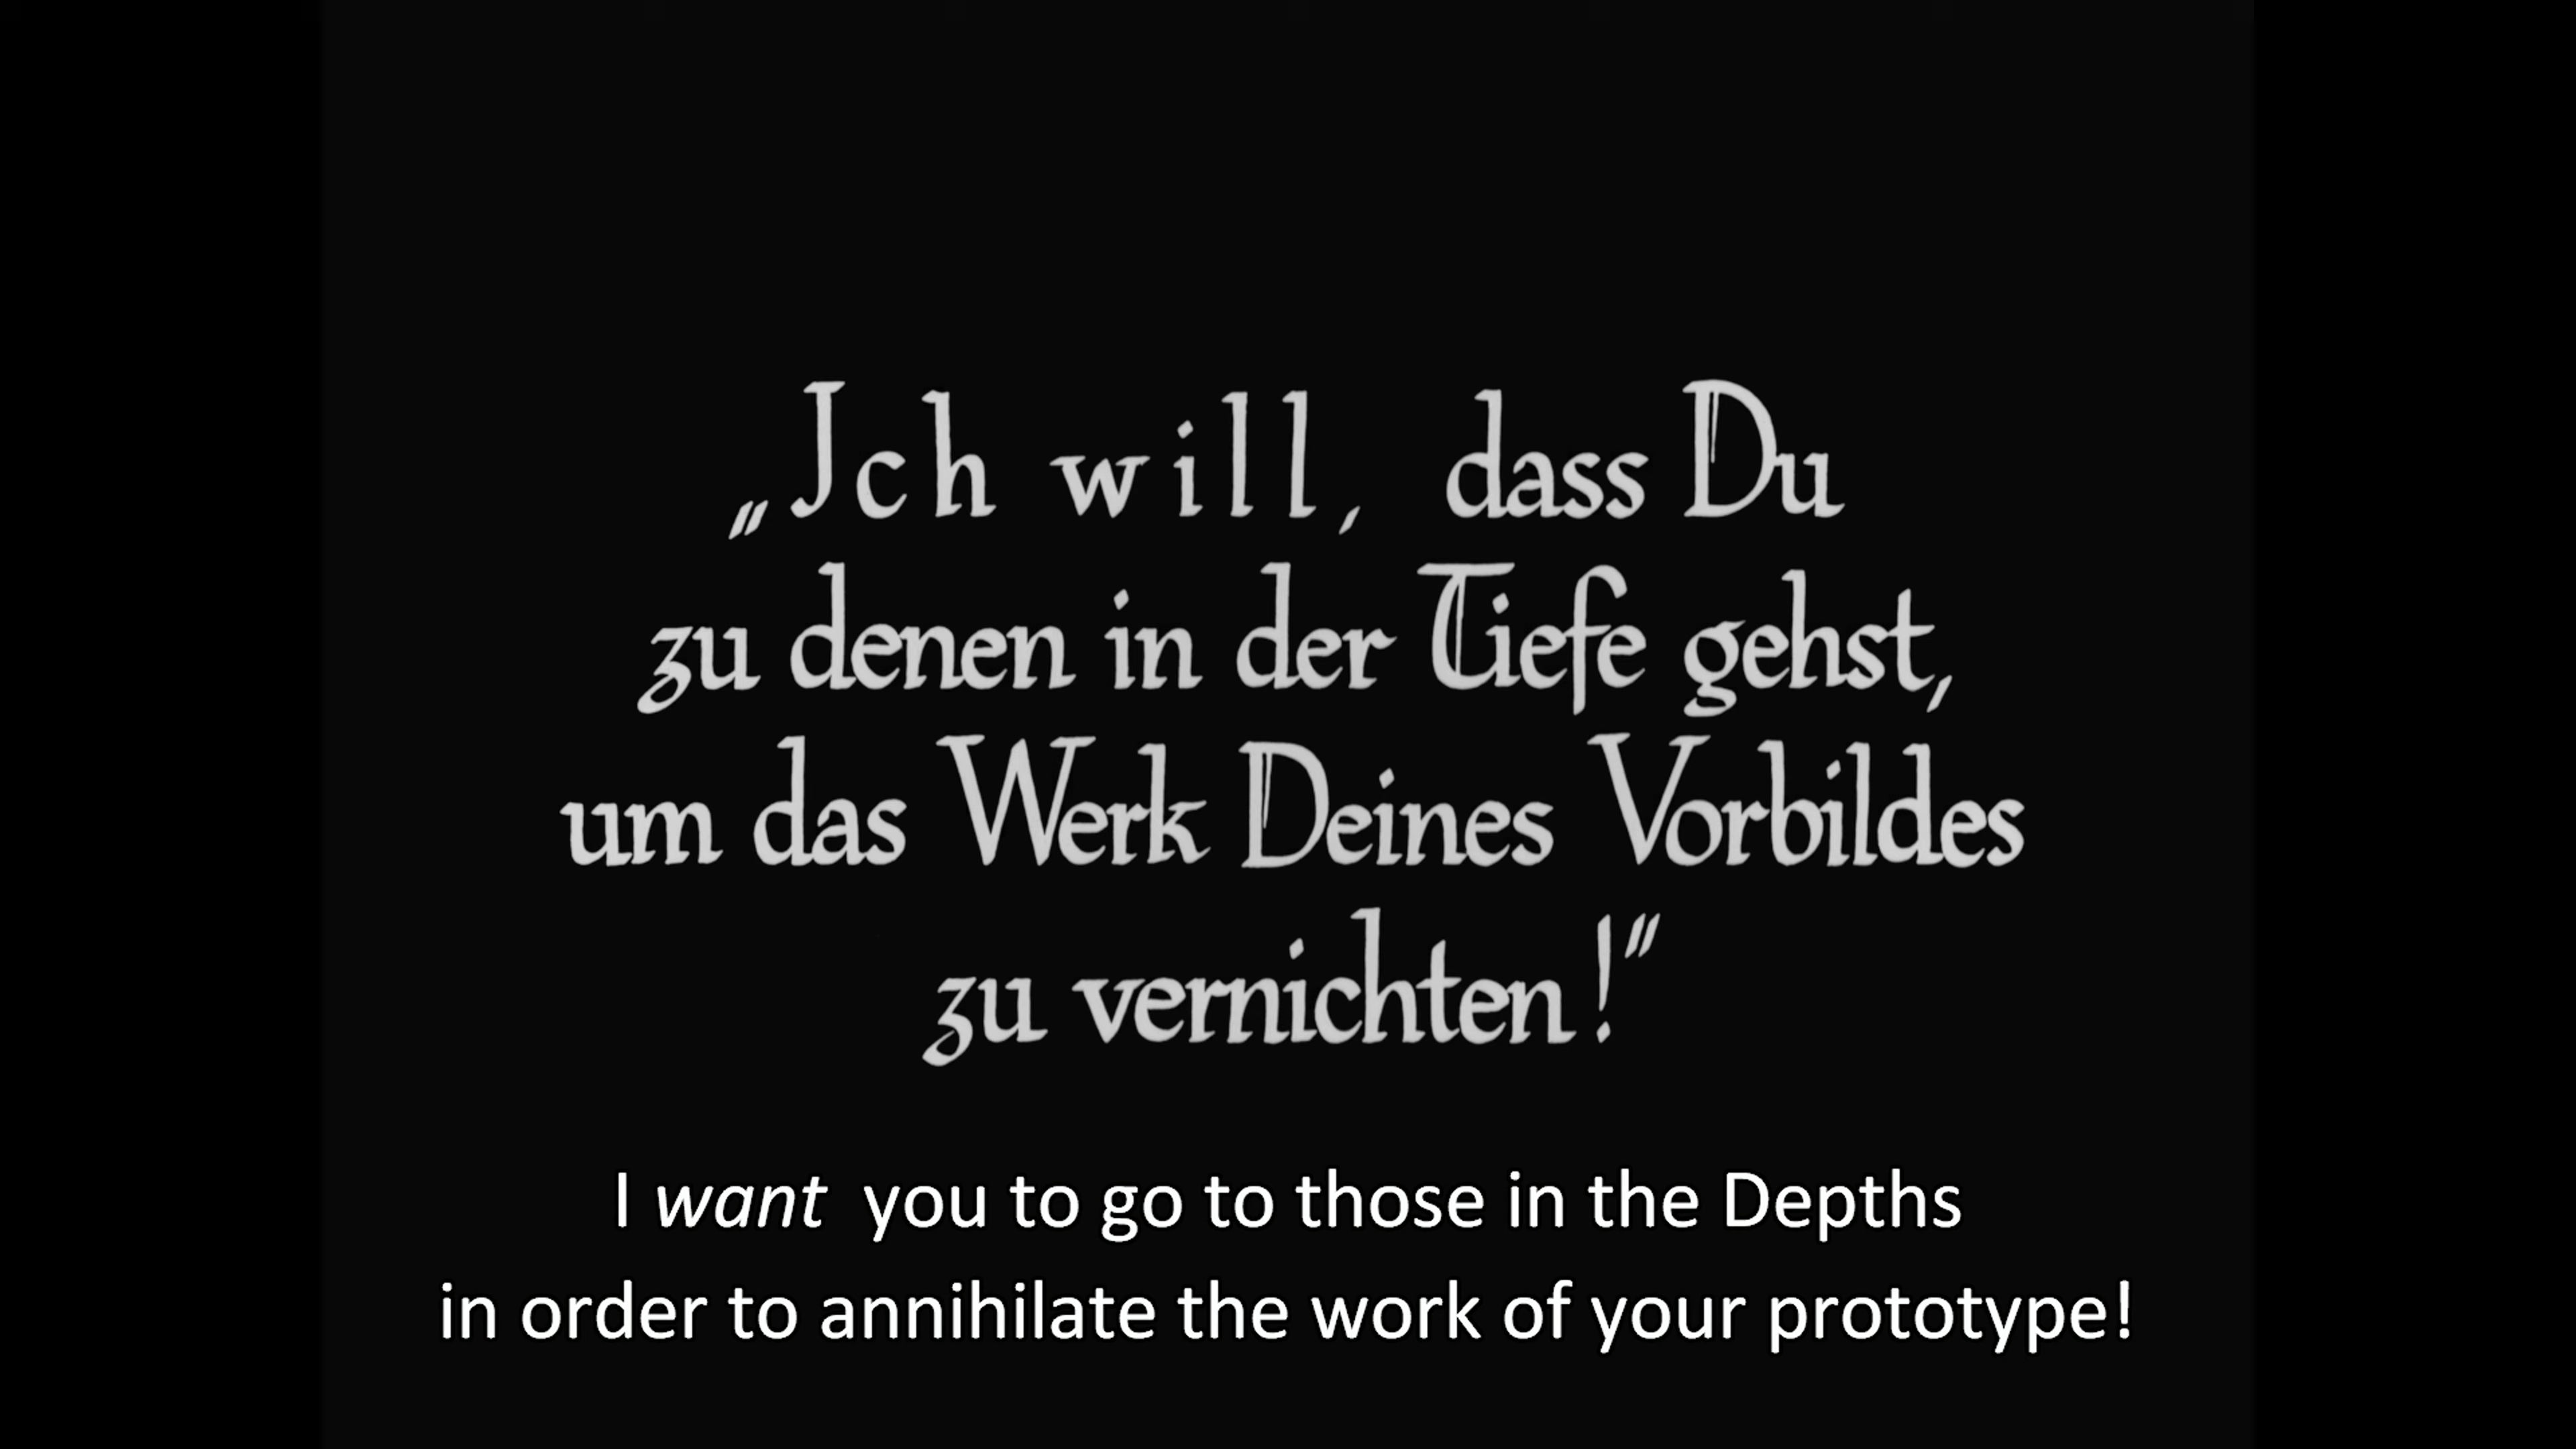 „Jch will, dass Du
zu denen in der Tiefe gehst,
um das Werk Deines Vorbildes
zu vernichten!”
I want you to go to those in the Depths
in order to annihilate the work of your prototype!